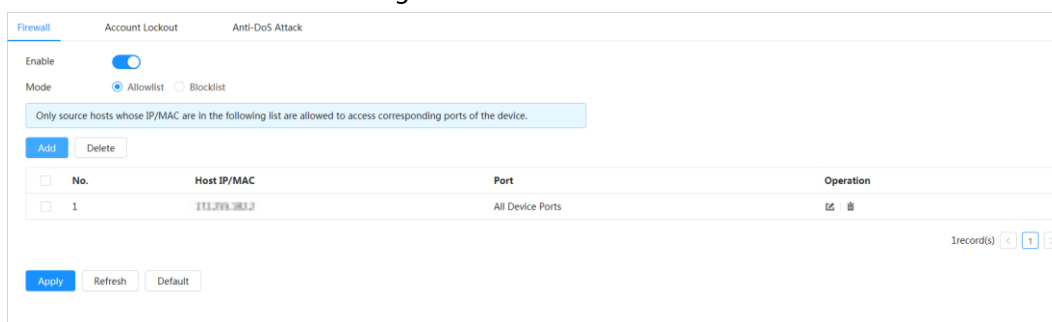 Firewall Account Lockout Anti-DoS Attack
Enable
Mode Allowlist Blocklist
Only source hosts whose IP/MAC are in the following list are allowed to access corresponding ports of the device.
Add Delete
No. Host IP/MAC Port Operation
1 All Device Ports
1record(s) < 1 >
Apply Refresh Default